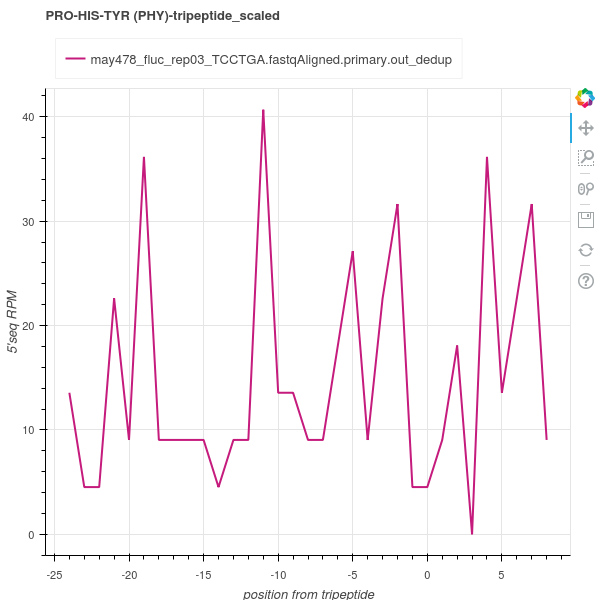 PRO-HIS-TYR (PHY)-tripeptide_scaled
may478_fluc_rep03_TCCTGA.fastqAligned.primary.out_dedup
40
30
20
10
0
5'seq RPM
-25 -20 -15 -10 -5 0 5
position from tripeptide